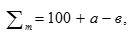 ∑ₘ = 100 + а − в,